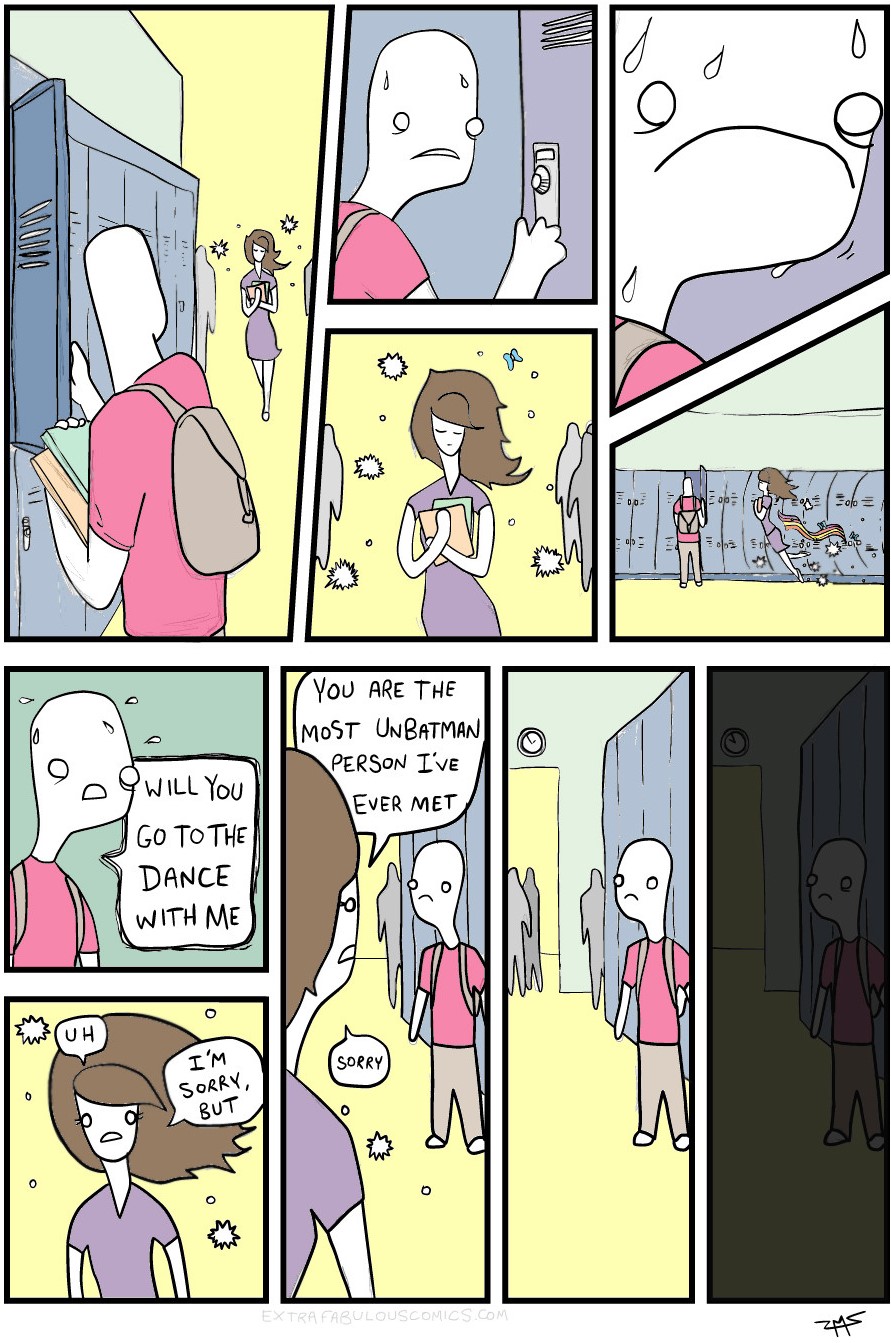 WILL YOU
GO TO THE
DANCE
WITH ME
UH
I'M
SORRY,
BUT
YOU ARE THE
MOST UNBATMAN
PERSON I'VE
EVER MET
SORRY
EXTRAFABULOUSCOMICS.COM
ZMS